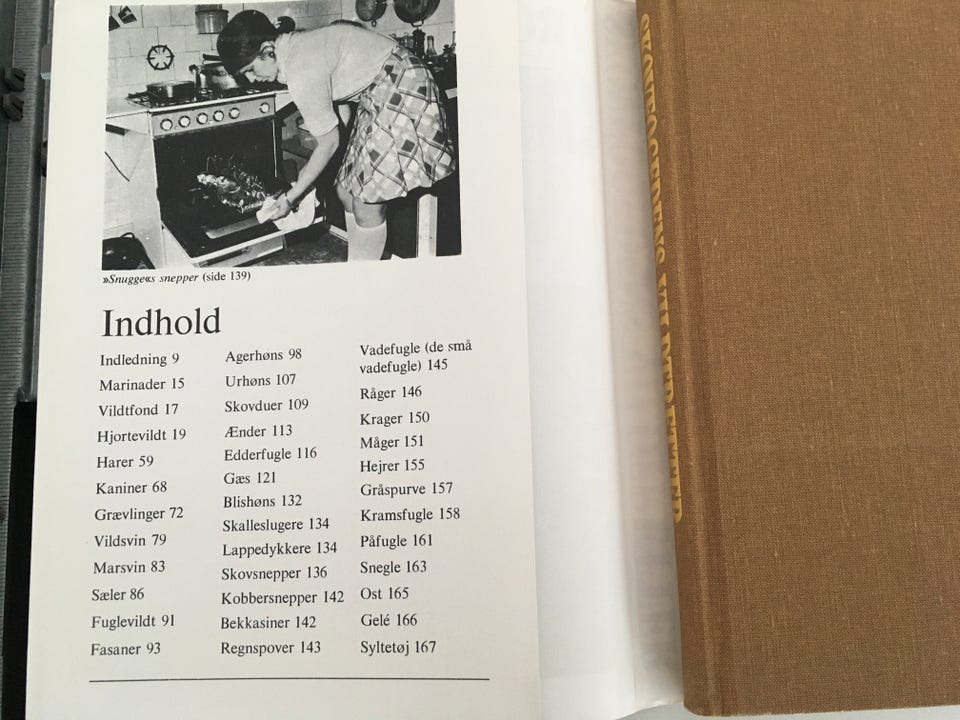 »Snugge«s snepper (side 139)
Indhold
Indledning 9
Marinader 15
Vildtfond 17
Hjortevildt 19
Harer 59
Kaniner 68
Grævlinger 72
Vildsvin 79
Marsvin 83
Sæler 86
Fuglevildt 91
Fasaner 93
Agerhøns 98
Urhøns 107
Skovduer 109
Ænder 113
Edderfugle 116
Gæs 121
Blishøns 132
Skalleslugere 134
Lappedykkere 134
Skovsnepper 136
Kobbersnepper 142
Bekkasiner 142
Regnspover 143
Vadefugle (de små
vadefugle) 145
Råger 146
Krager 150
Måger 151
Hejrer 155
Gråspurve 157
Kramsfugle 158
Påfugle 161
Snegle 163
Ost 165
Gelé 166
Syltetøj 167
SKOVFOGEDENS VILDTRETTER